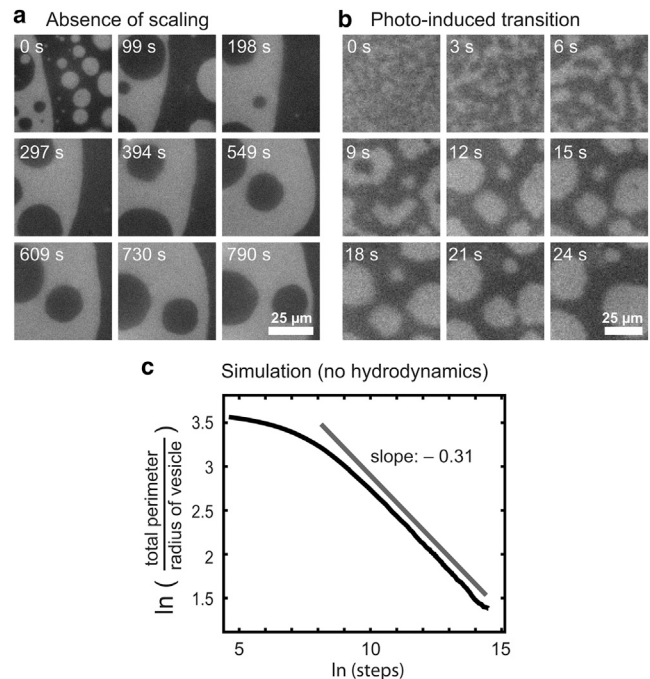 a Absence of scaling
0 s 99 s 198 s
297 s 394 s 549 s
609 s 730 s 790 s
25 µm
b Photo-induced transition
0 s 3 s 6 s
9 s 12 s 15 s
18 s 21 s 24 s
25 µm
c Simulation (no hydrodynamics)
ln ( total perimeter
radius of vesicle )
3.5
3
2.5
2
1.5
slope: – 0.31
5 10 15
ln (steps)